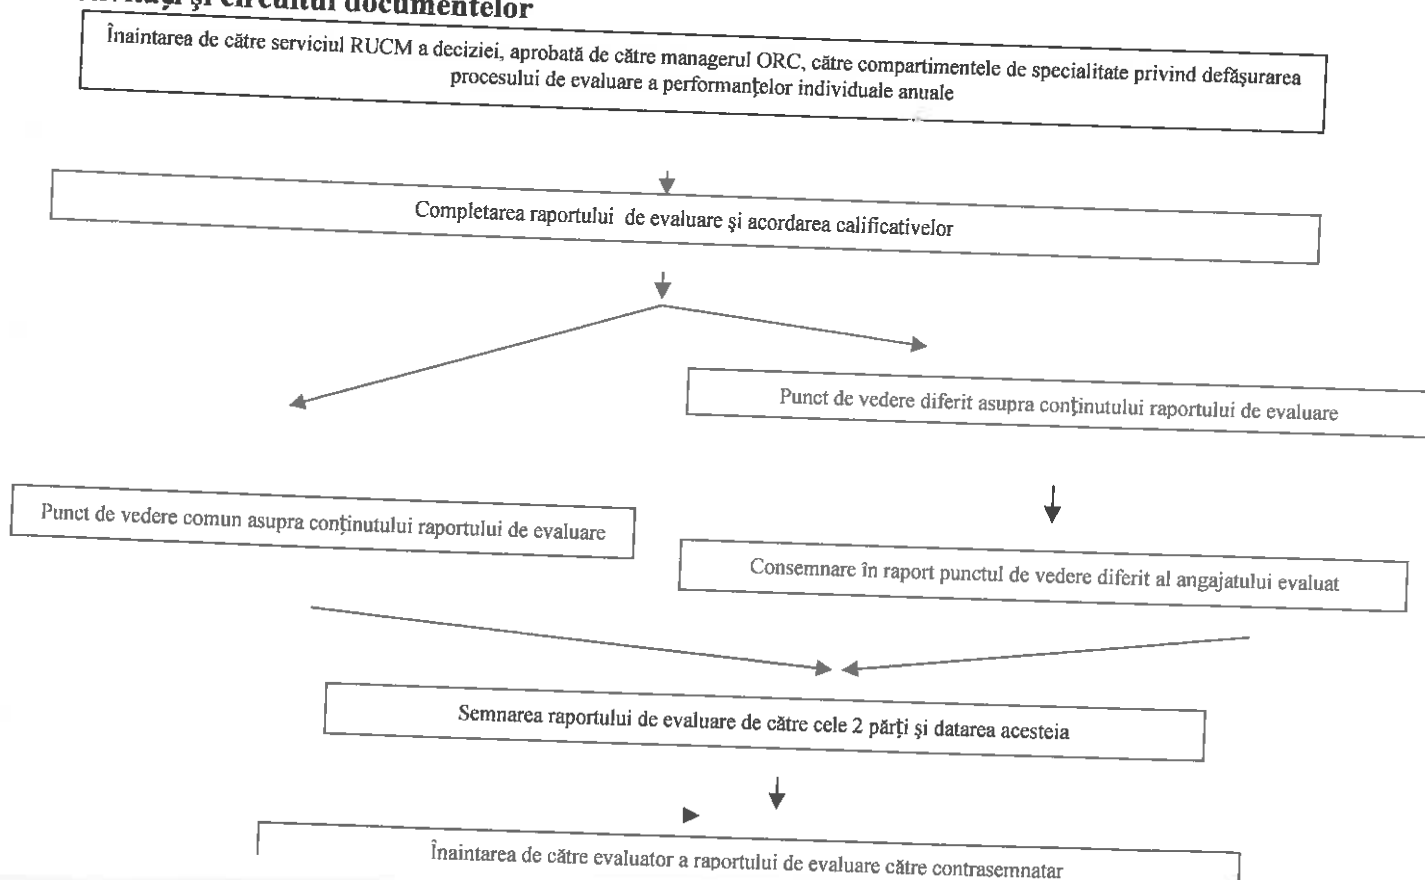 şi circuitul documentelor
Înaintarea de către serviciul RUCM a deciziei, aprobată de către managerul ORC, către compartimentele de specialitate privind defăşurarea
procesului de evaluare a performanţelor individuale anuale
Completarea raportului de evaluare şi acordarea calificativelor
Punct de vedere diferit asupra conţinutului raportului de evaluare
Punct de vedere comun asupra conţinutului raportului de evaluare
Consemnare în raport punctul de vedere diferit al angajatului evaluat
Semnarea raportului de evaluare de către cele 2 părţi şi datarea acesteia
Înaintarea de către evaluator a raportului de evaluare către contrasemnatar